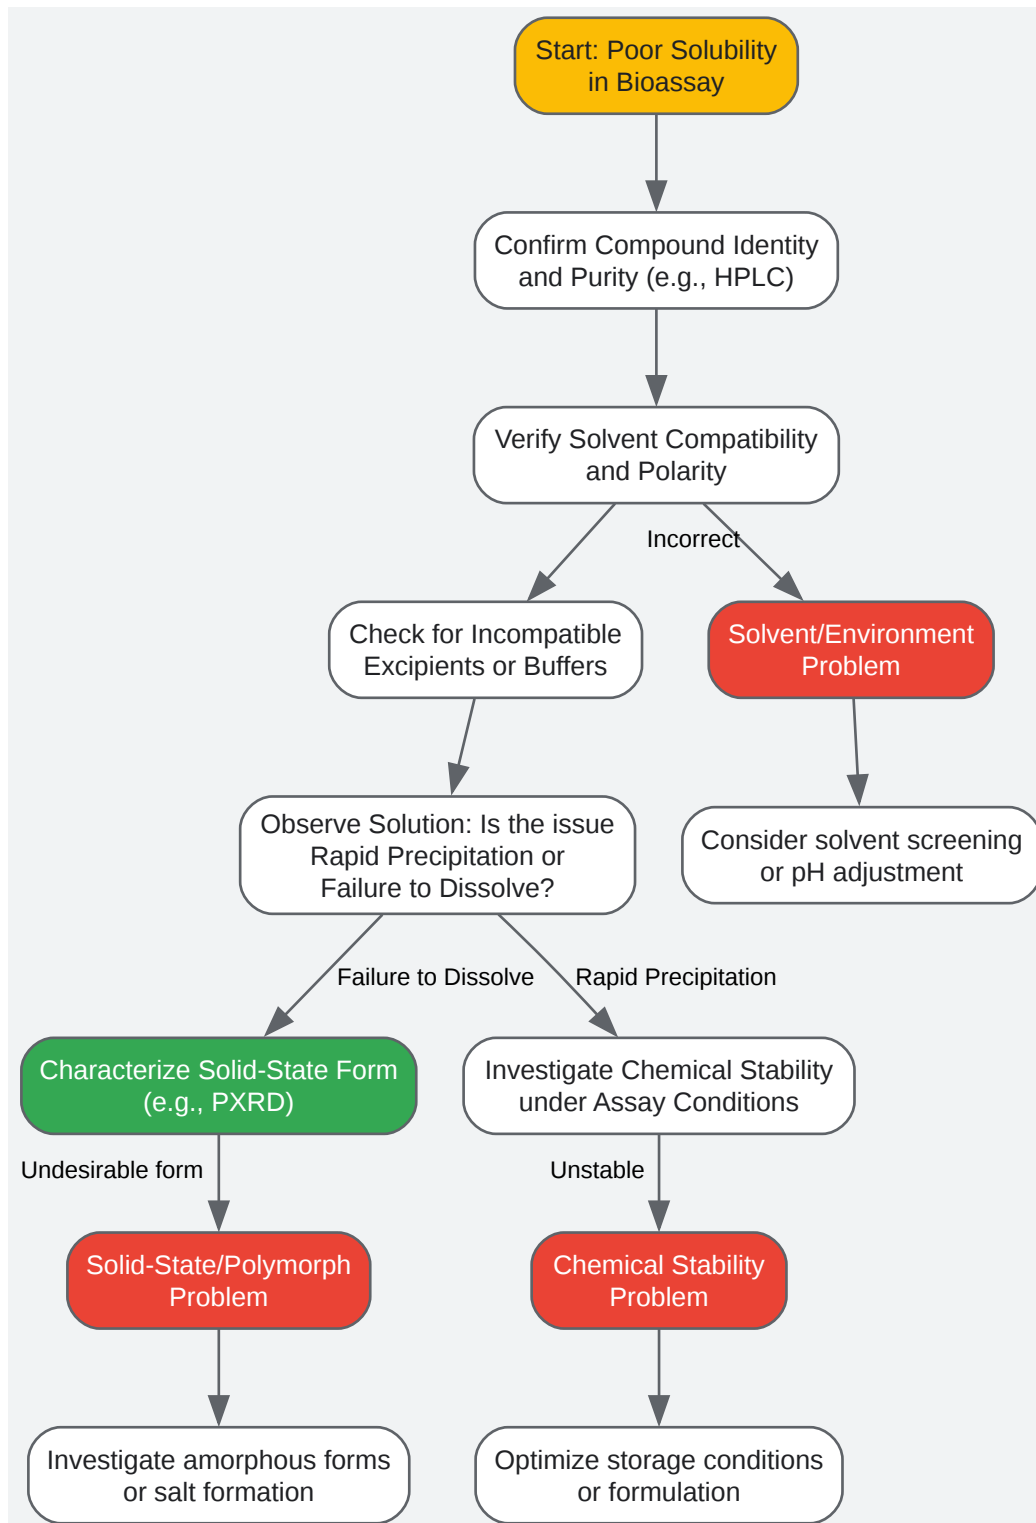 Start: Poor Solubility
in Bioassay
Confirm Compound Identity
and Purity (e.g., HPLC)
Verify Solvent Compatibility
and Polarity
Incorrect
Check for Incompatible
Excipients or Buffers
Solvent/Environment
Problem
Observe Solution: Is the issue
Rapid Precipitation or
Failure to Dissolve?
Consider solvent screening
or pH adjustment
Failure to Dissolve
Rapid Precipitation
Characterize Solid-State Form
(e.g., PXRD)
Investigate Chemical Stability
under Assay Conditions
Undesirable form
Unstable
Solid-State/Polymorph
Problem
Chemical Stability
Problem
Investigate amorphous forms
or salt formation
Optimize storage conditions
or formulation